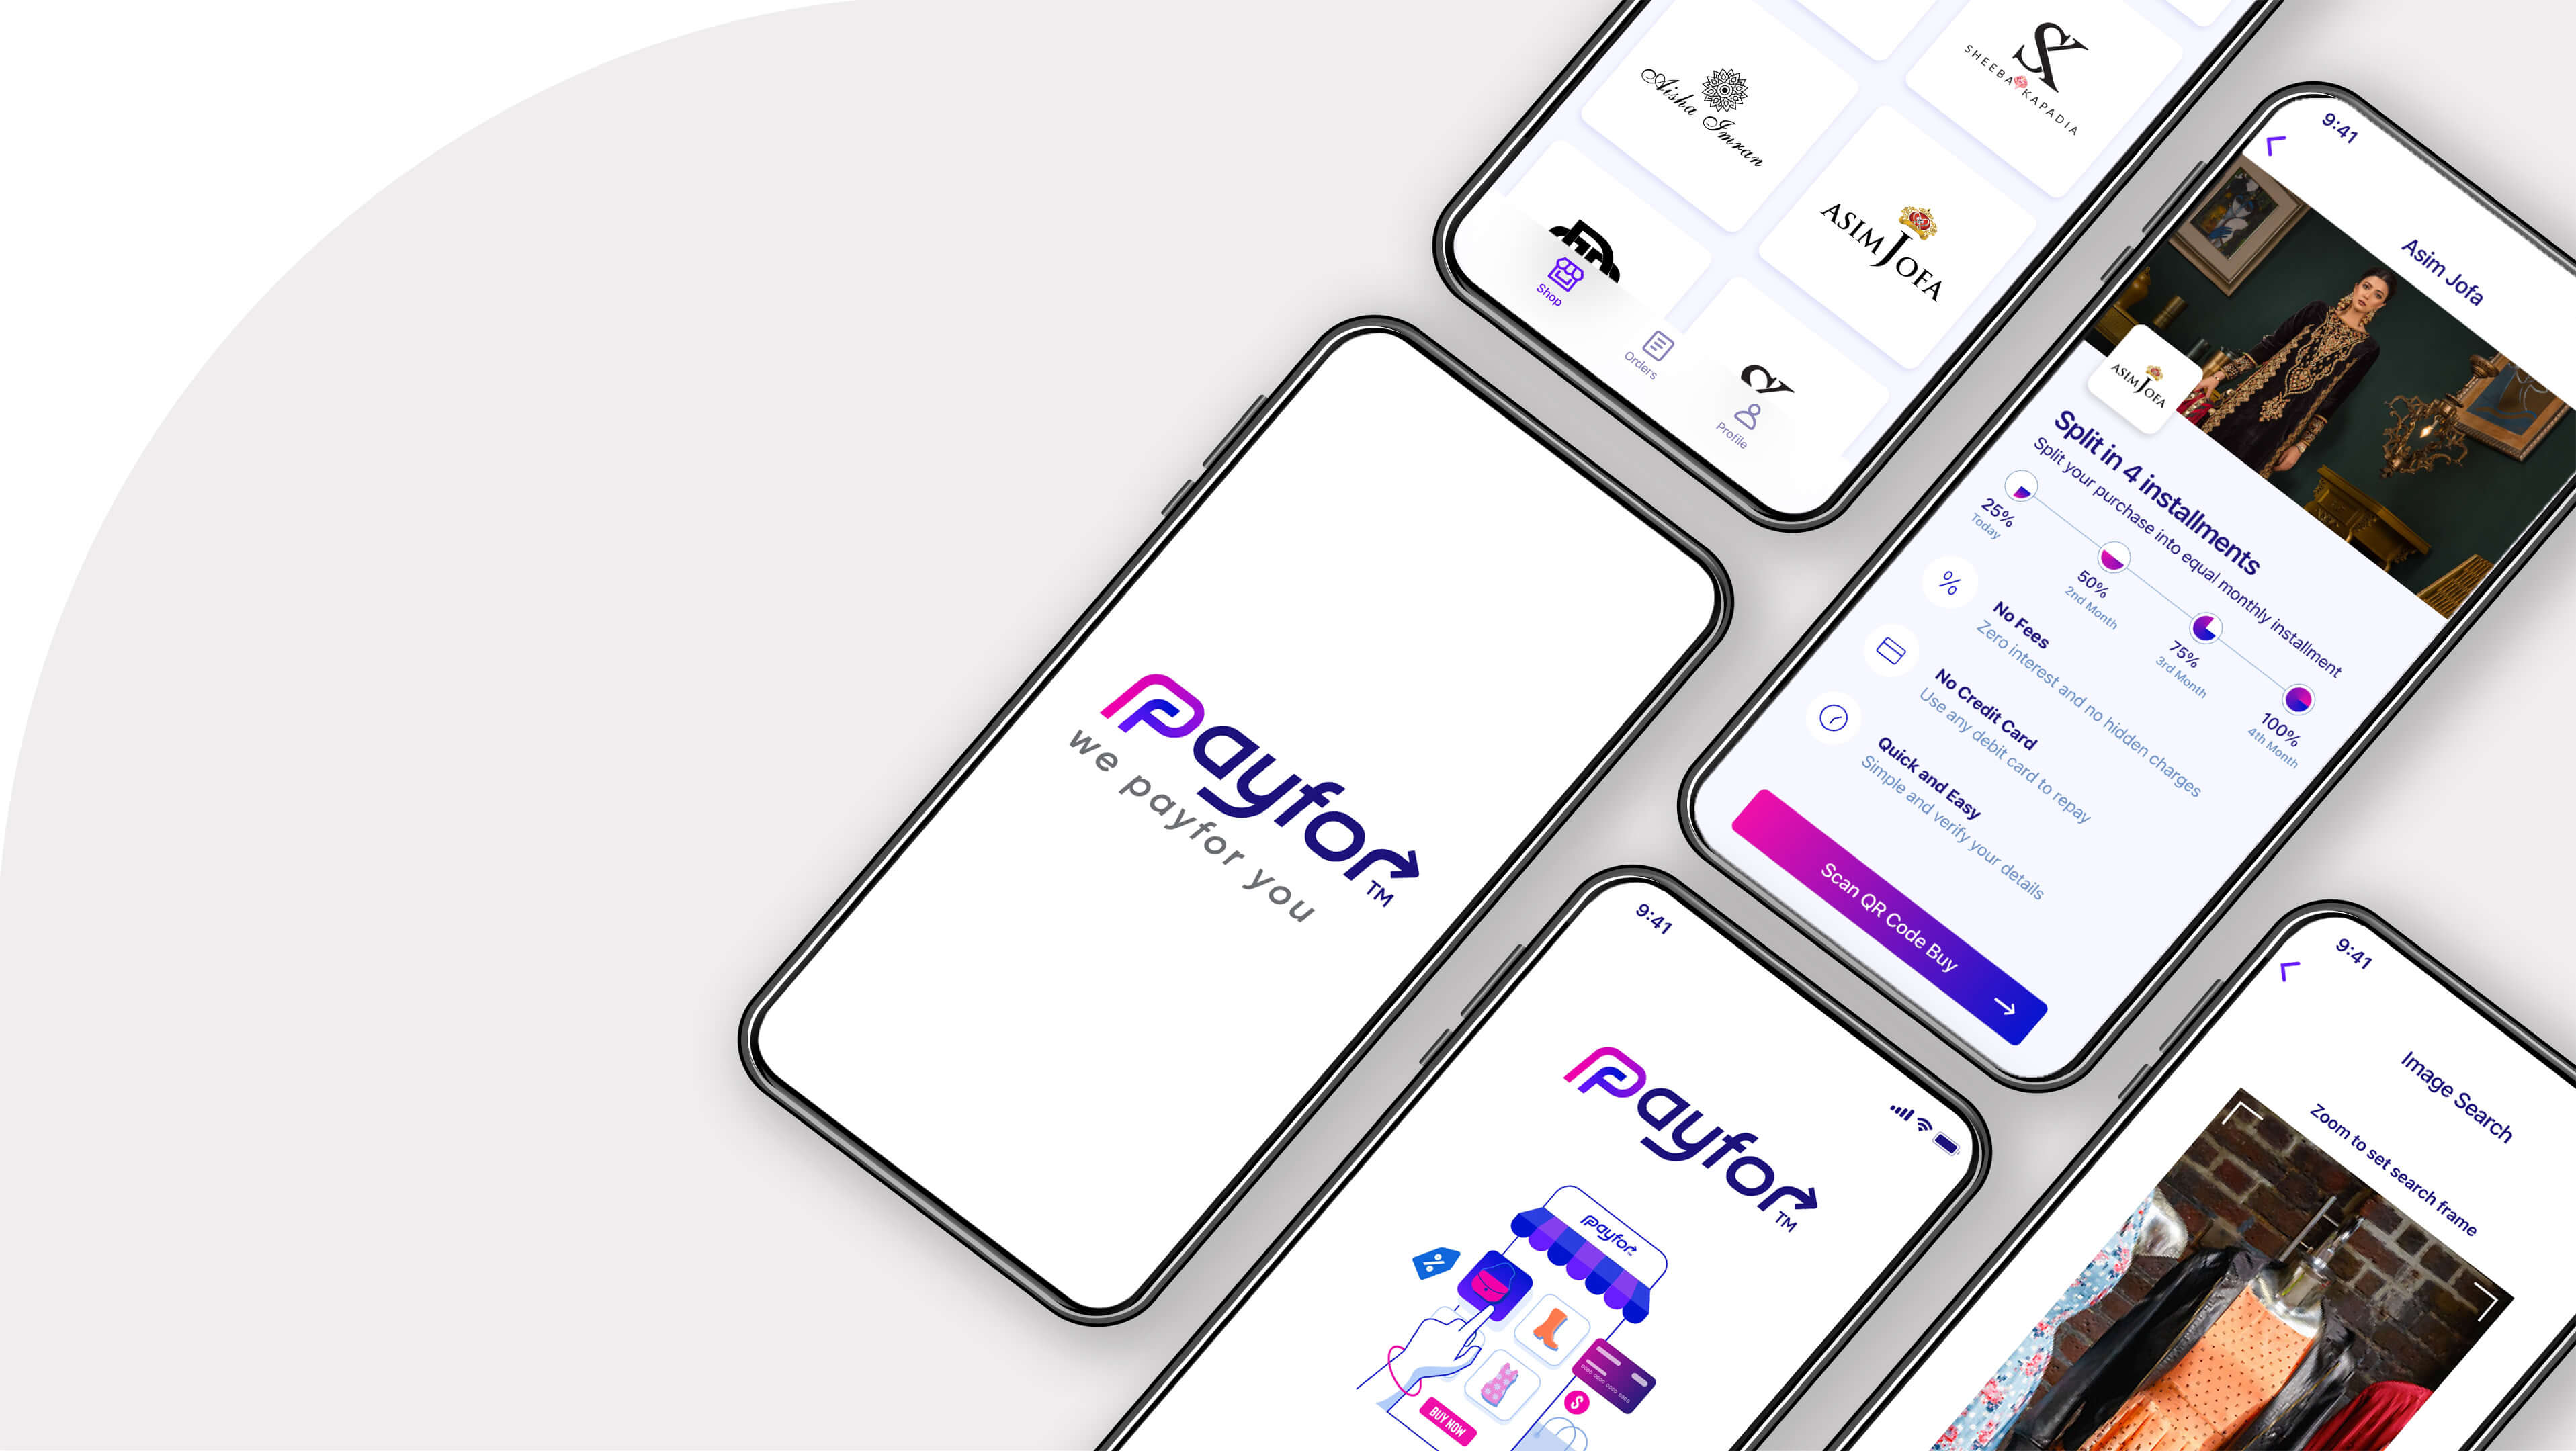 Aisha Imran
SK
SHEEBA KAPADIA
ASIM JOFA
Shop
Orders
Profile
9:41
Asim Jofa
ASIM JOFA
Split in 4 installments
Split your purchase into equal monthly installment
25%
Today
50%
2nd Month
75%
3rd Month
100%
4th Month
%
No Fees
Zero interest and no hidden charges
No Credit Card
Use any debit card to repay
Quick and Easy
Simple and verify your details
Scan QR Code Buy
Payfor™
we payfor you
9:41
Payfor™
Payfor
%
$
BUY NOW
9:41
Image Search
Zoom to set search frame